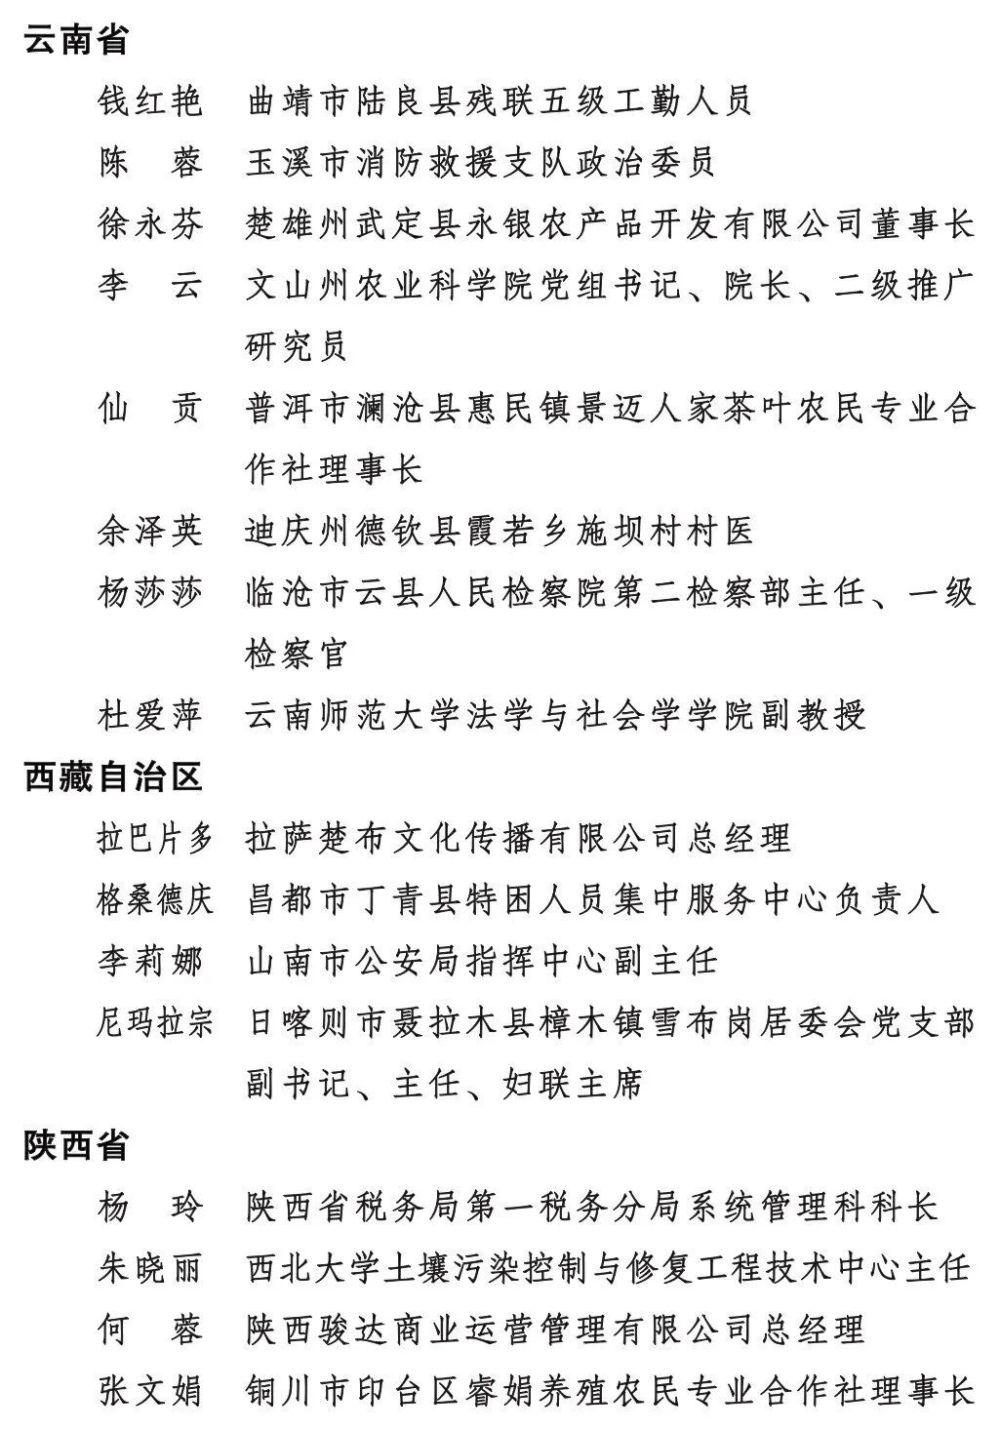 云南省
钱红艳 曲靖市陆良县残联五级工勤人员
陈 蓉 玉溪市消防救援支队政治委员
徐永芬 楚雄州武定县永银农产品开发有限公司董事长
李 云 文山州农业科学院党组书记、院长、二级推广
研究员
仙 贡 普洱市澜沧县惠民镇景迈人家茶叶农民专业合
作社理事长
余泽英 迪庆州德钦县霞若乡施坝村村医
杨莎莎 临沧市云县人民检察院第二检察部主任、一级
检察官
杜爱萍 云南师范大学法学与社会学学院副教授
西藏自治区
拉巴片多 拉萨楚布文化传播有限公司总经理
格桑德庆 昌都市丁青县特困人员集中服务中心负责人
李莉娜 山南市公安局指挥中心副主任
尼玛拉宗 日喀则市聂拉木县樟木镇雪布岗居委会党支部
副书记、主任、妇联主席
陕西省
杨 玲 陕西省税务局第一税务分局系统管理科科长
朱晓丽 西北大学土壤污染控制与修复工程技术中心主任
何 蓉 陕西骏达商业运营管理有限公司总经理
张文娟 铜川市印台区睿娟养殖农民专业合作社理事长